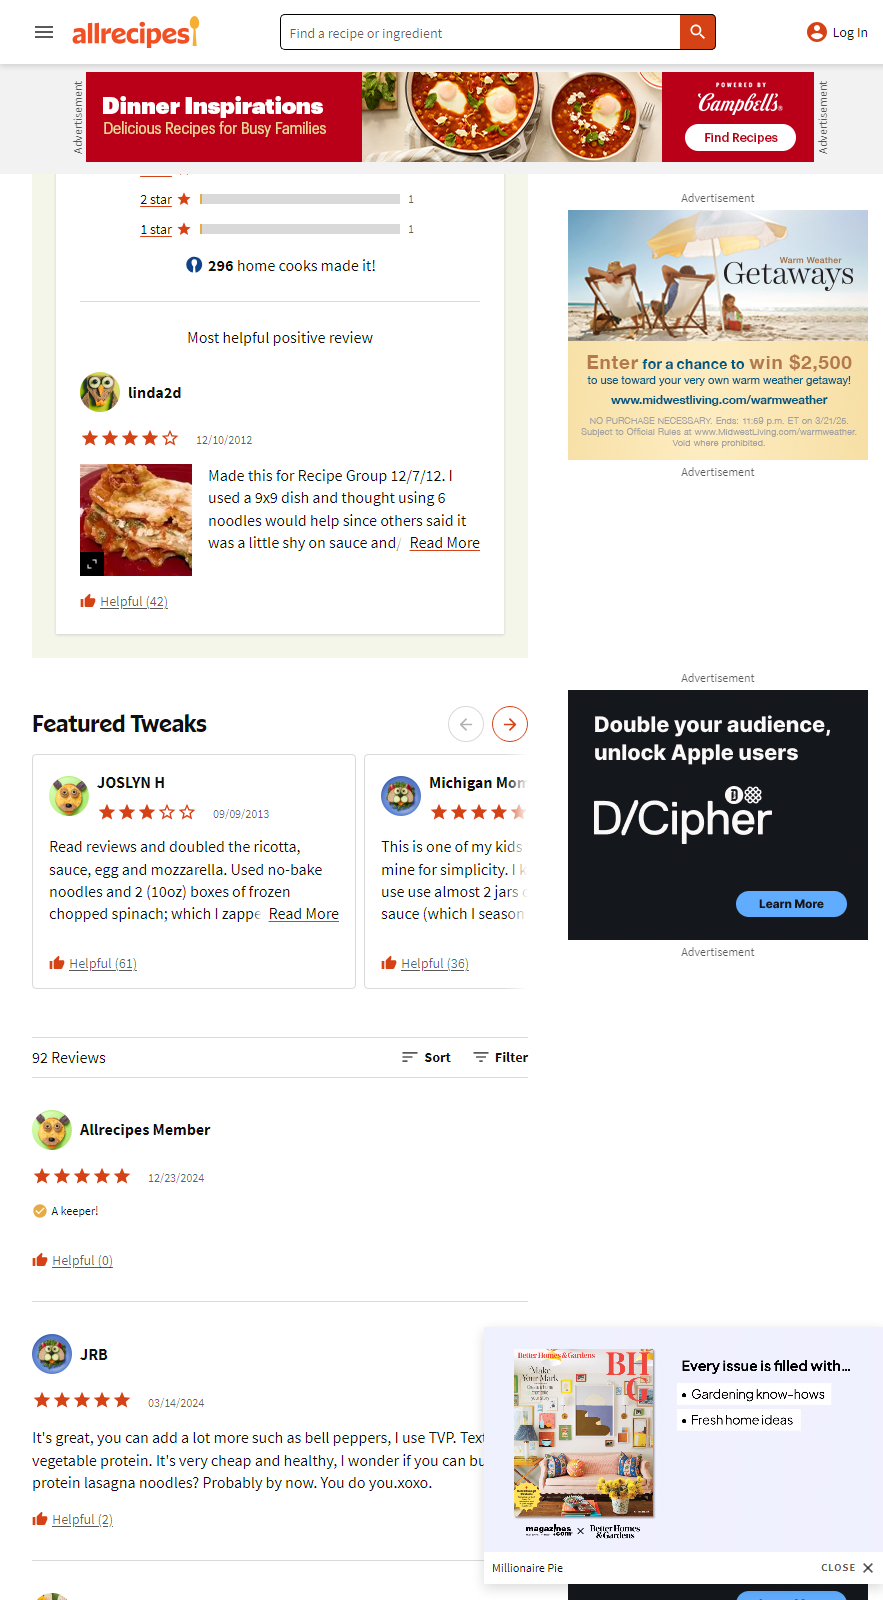 allrecipes
Find a recipe or ingredient
Log In
Advertisement
Dinner Inspirations
Delicious Recipes for Busy Families
POWERED BY
Campbell's®
Find Recipes
Advertisement
2 star 1
1 star 1
296 home cooks made it!
Most helpful positive review
linda2d
12/10/2012
Made this for Recipe Group 12/7/12. I
used a 9x9 dish and thought using 6
noodles would help since others said it
was a little shy on sauce and Read More
Helpful (42)
Advertisement
Warm Weather
Getaways
Enter for a chance to win $2,500
to use toward your very own warm weather getaway!
www.midwestliving.com/warmweather
NO PURCHASE NECESSARY. Ends: 11:59 p.m. ET on 3/21/25.
Subject to Official Rules at www.MidwestLiving.com/warmweather.
Void where prohibited.
Advertisement
Advertisement
Double your audience,
unlock Apple users
D/Cipher
Learn More
Advertisement
Featured Tweaks
JOSLYN H
09/09/2013
Read reviews and doubled the ricotta,
sauce, egg and mozzarella. Used no-bake
noodles and 2 (10oz) boxes of frozen
chopped spinach; which I zappe Read More
Helpful (61)
Michigan Mom
This is one of my kids
mine for simplicity. I k
use use almost 2 jars o
sauce (which I season
Helpful (36)
92 Reviews
Sort
Filter
Allrecipes Member
12/23/2024
A keeper!
Helpful (0)
JRB
03/14/2024
It's great, you can add a lot more such as bell peppers, I use TVP. Text
vegetable protein. It's very cheap and healthy, I wonder if you can bu
protein lasagna noodles? Probably by now. You do you.xoxo.
Helpful (2)
Better Homes & Gardens
BH
G
Make
Your Mark
Every issue is filled with...
• Gardening know-hows
• Fresh home ideas
magazines.com × Better Homes & Gardens
Millionaire Pie
CLOSE